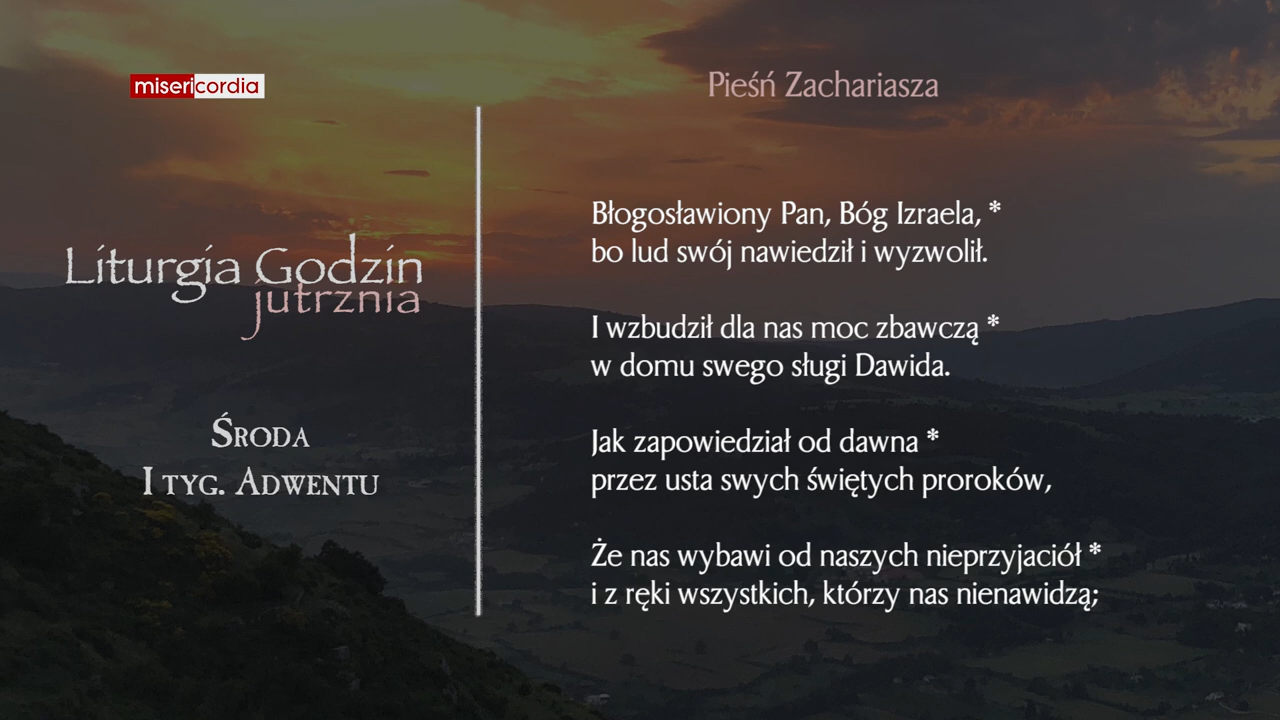 misericordia
Liturgia Godzin
jutrznia
Środa
I tyg. Adwentu
Pieśń Zachariasza
Błogosławiony Pan, Bóg Izraela, *
bo lud swój nawiedził i wyzwolił.
I wzbudził dla nas moc zbawczą *
w domu swego sługi Dawida.
Jak zapowiedział od dawna *
przez usta swych świętych proroków,
Że nas wybawi od naszych nieprzyjaciół *
i z ręki wszystkich, którzy nas nienawidzą;